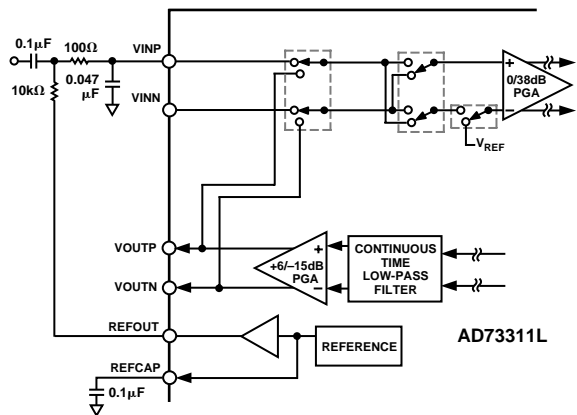 0.1µF
100Ω
VINP
0.047
µF
10kΩ
VINN
+
0/38dB
PGA
–
VREF
VOUTP
+
+6/–15dB
PGA
–
CONTINUOUS
TIME
LOW-PASS
FILTER
VOUTN
REFOUT
REFERENCE
AD73311L
REFCAP
0.1µF